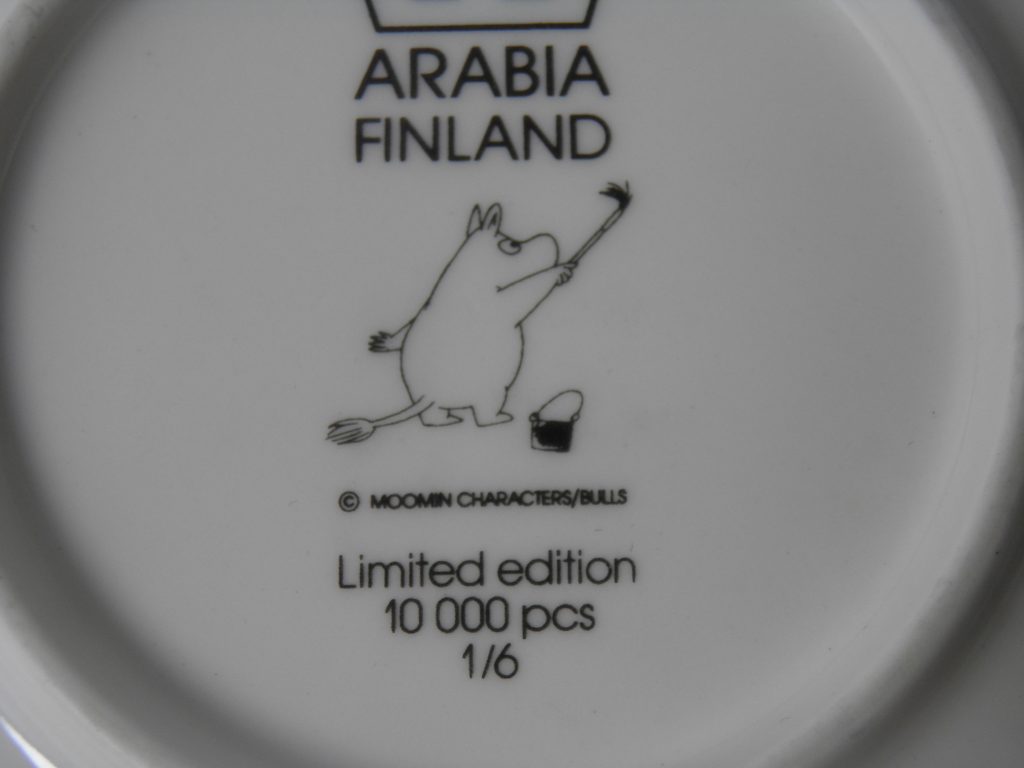 ARABIA
FINLAND
© MOOMIN CHARACTERS/BULLS
Limited edition
10 000 pcs
1/6